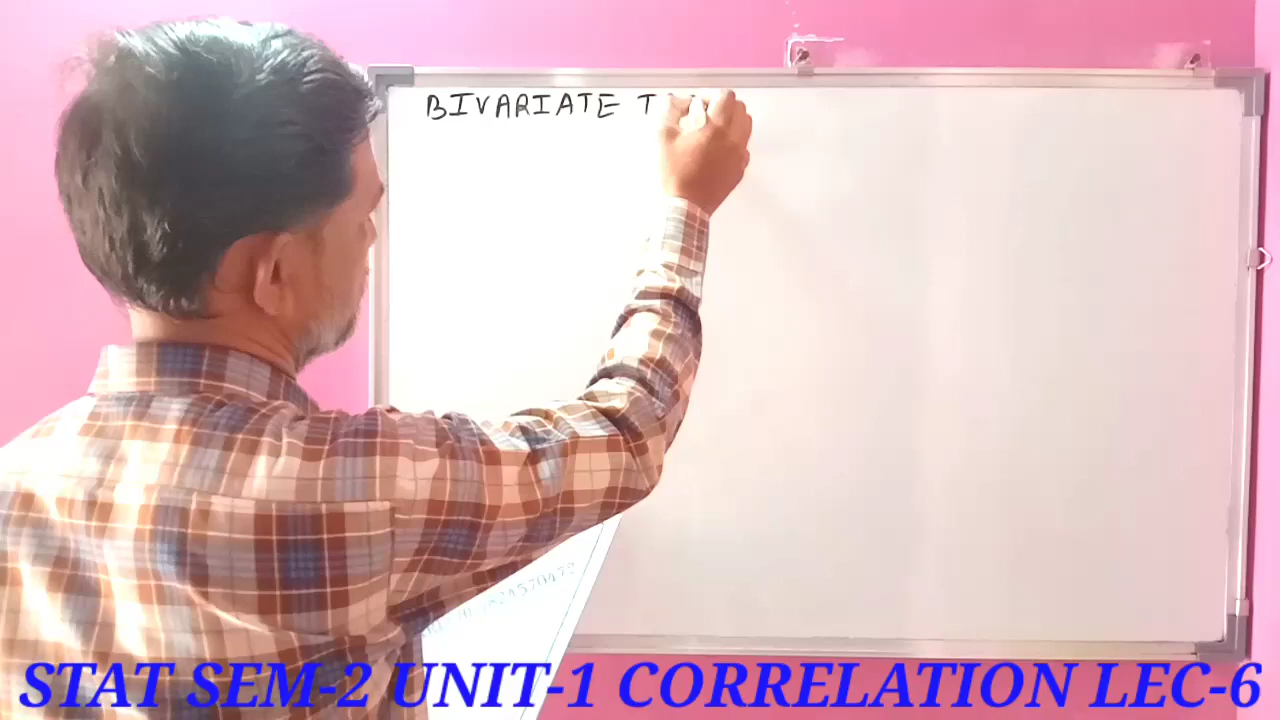 BIVARIATE T
STAT SEM-2 UNIT-1 CORRELATION LEC-6